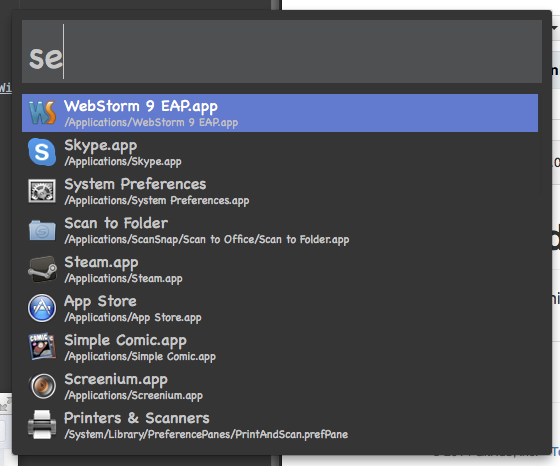 se
Wi
WebStorm 9 EAP.app
/Applications/WebStorm 9 EAP.app
Skype.app
/Applications/Skype.app
System Preferences
/Applications/System Preferences.app
Scan to Folder
/Applications/ScanSnap/Scan to Office/Scan to Folder.app
Steam.app
/Applications/Steam.app
App Store
/Applications/App Store.app
Simple Comic.app
/Applications/Simple Comic.app
Screenium.app
/Applications/Screenium.app
Printers & Scanners
/System/Library/PreferencePanes/PrintAndScan.prefPane